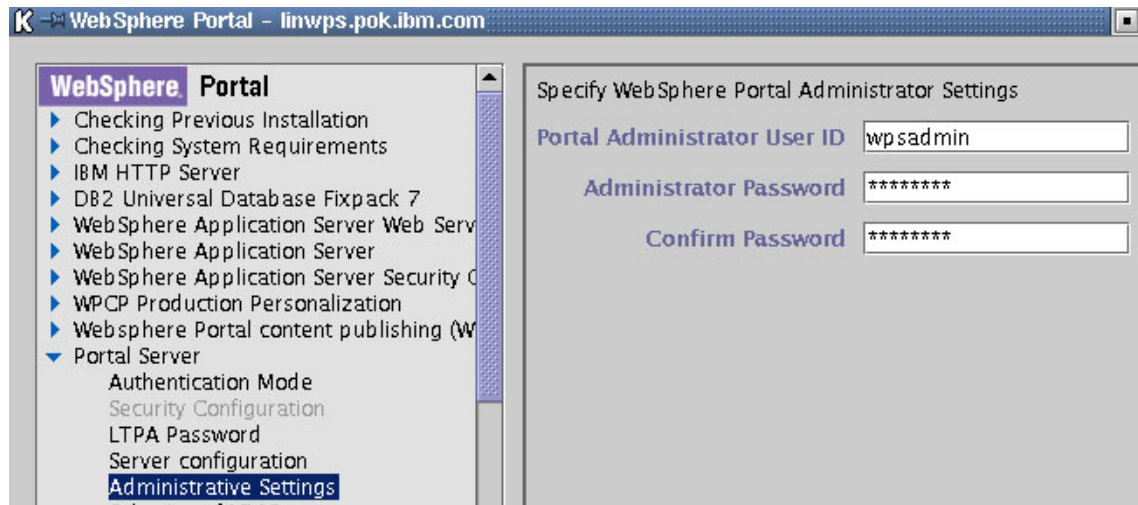 WebSphere Portal - linwps.pok.ibm.com
WebSphere Portal
Checking Previous Installation
Checking System Requirements
IBM HTTP Server
DB2 Universal Database Fixpack 7
WebSphere Application Server Web Serv
WebSphere Application Server
WebSphere Application Server Security C
WPCP Production Personalization
Websphere Portal content publishing (W
Portal Server
Authentication Mode
Security Configuration
LTPA Password
Server configuration
Administrative Settings
Specify WebSphere Portal Administrator Settings
Portal Administrator User ID wpsadmin
Administrator Password ********
Confirm Password ********